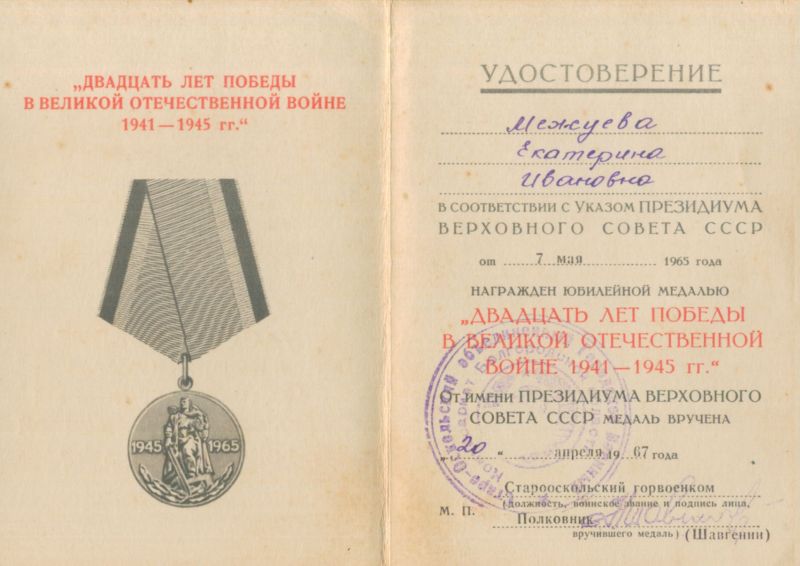 „ДВАДЦАТЬ ЛЕТ ПОБЕДЫ
В ВЕЛИКОЙ ОТЕЧЕСТВЕННОЙ ВОЙНЕ
1941—1945 гг.“
1945 1965
УДОСТОВЕРЕНИЕ
Межуева
Екатерина
Ивановна
В СООТВЕТСТВИИ С УКАЗОМ ПРЕЗИДИУМА
ВЕРХОВНОГО СОВЕТА СССР
от 7 мая 1965 года
НАГРАЖДЕН ЮБИЛЕЙНОЙ МЕДАЛЬЮ
„ДВАДЦАТЬ ЛЕТ ПОБЕДЫ
В ВЕЛИКОЙ ОТЕЧЕСТВЕННОЙ
ВОЙНЕ 1941—1945 гг.“
От имени ПРЕЗИДИУМА ВЕРХОВНОГО
СОВЕТА СССР МЕДАЛЬ ВРУЧЕНА
„20“ апреля 1967 года
Старооскольский горвоенком
(должность, воинское звание и подпись лица,
М. П. Полковник
вручившего медаль) (Шавгенин)